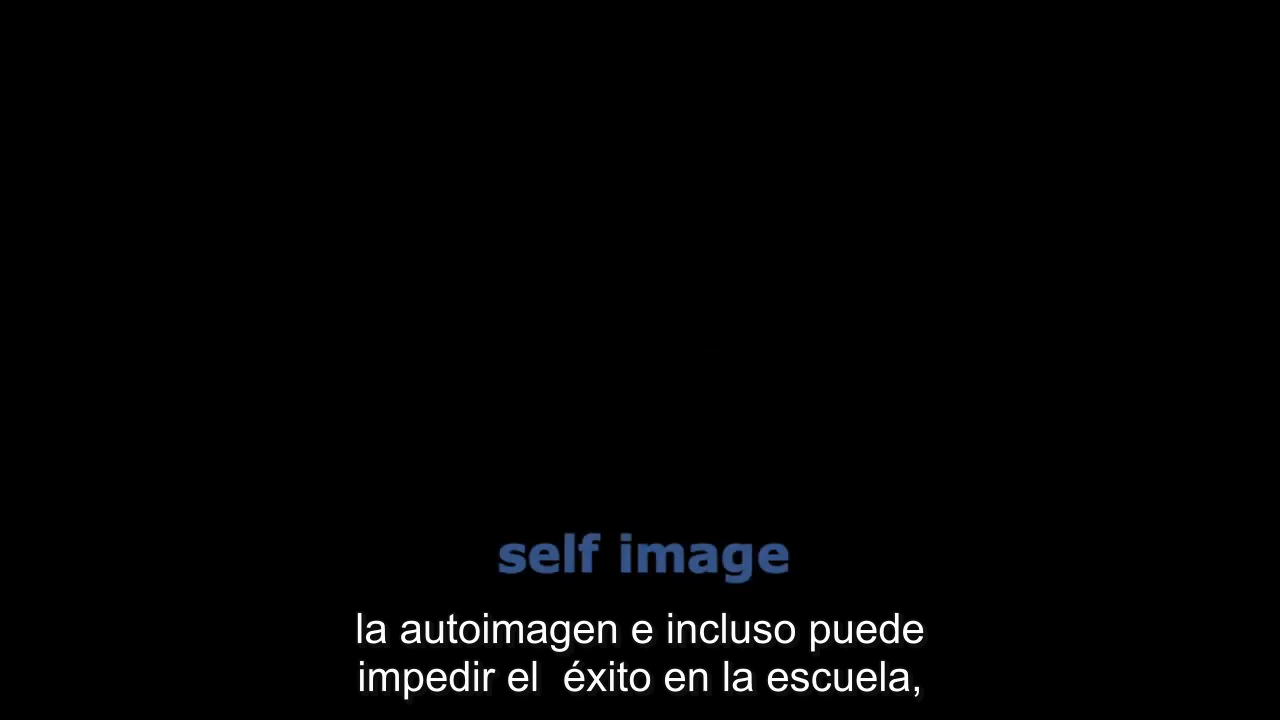 self image
la autoimagen e incluso puede
impedir el  éxito en la escuela,